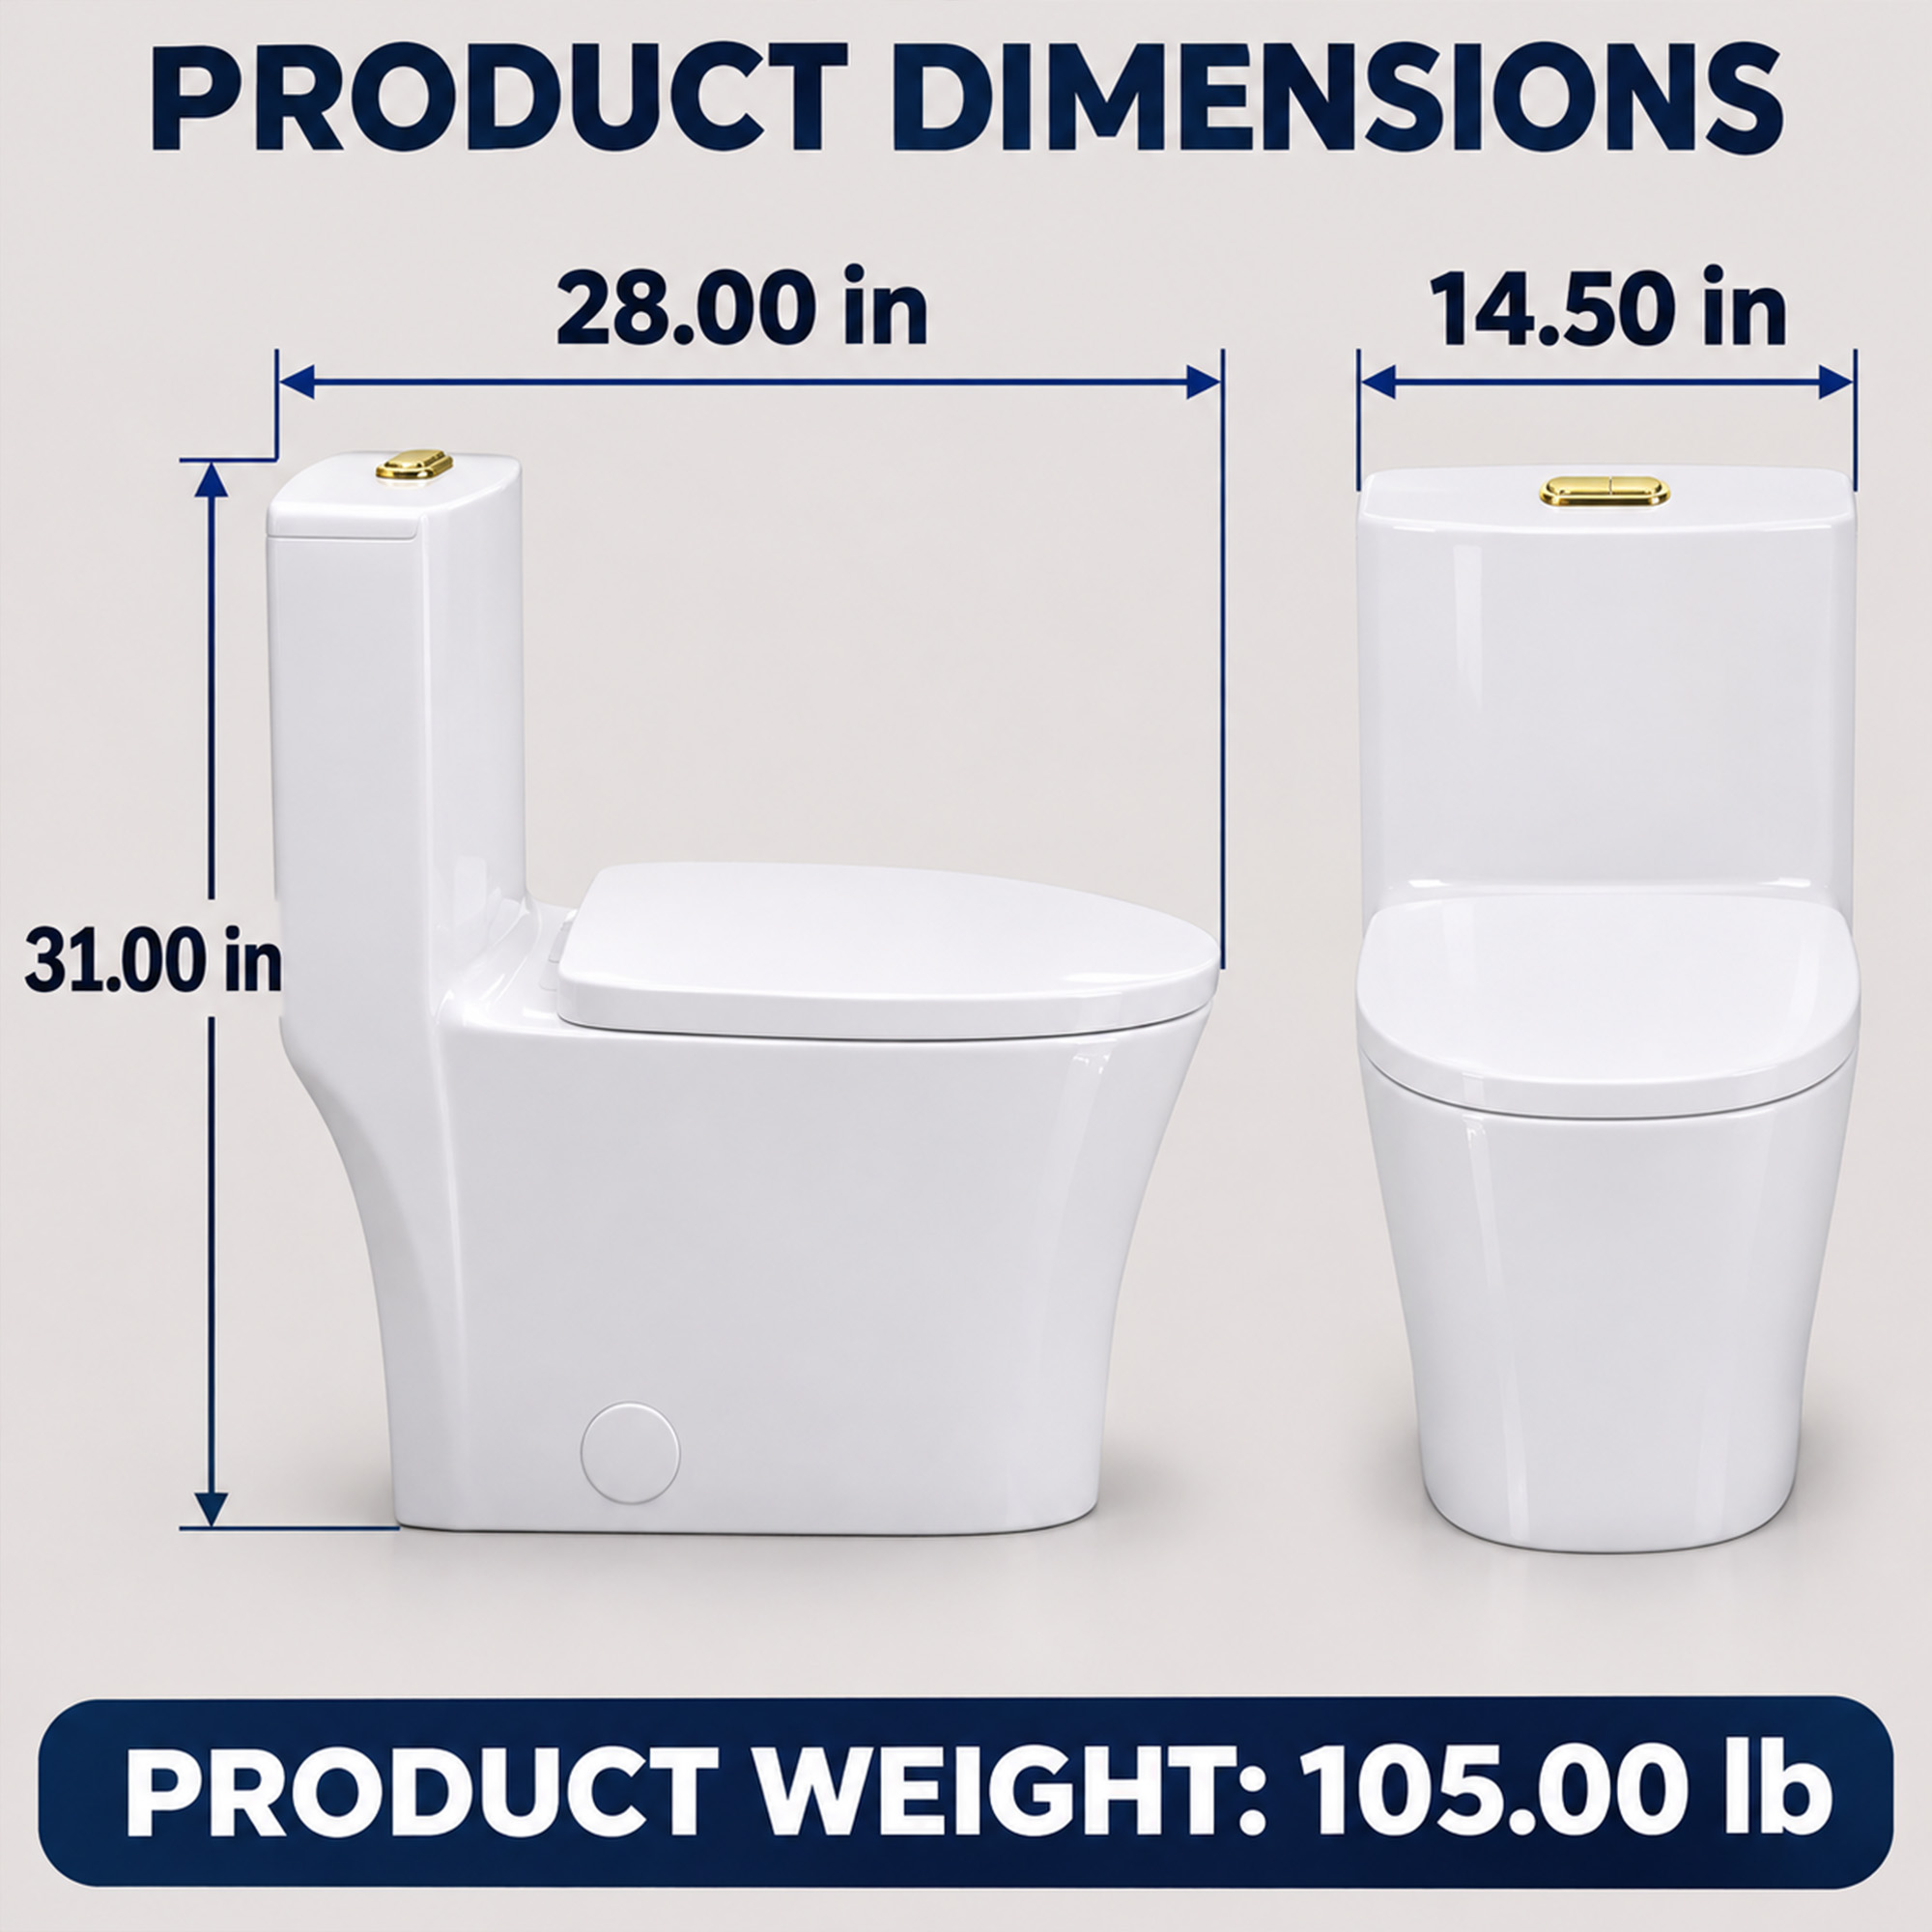 PRODUCT DIMENSIONS
28.00 in
14.50 in
31.00 in
PRODUCT WEIGHT: 105.00 lb